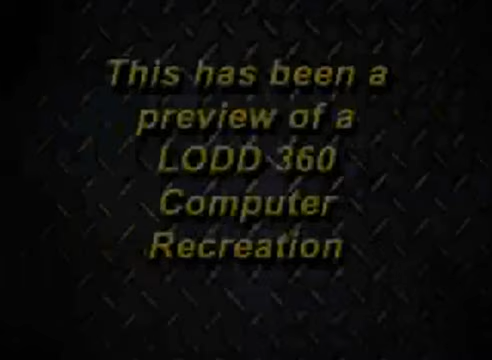 This has been a
preview of a
LODD 360
Computer
Recreation